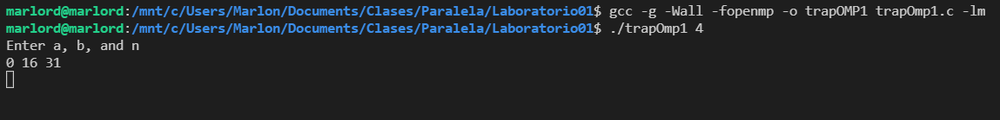 marlord@marlord:/mnt/c/Users/Marlon/Documents/Clases/Paralela/Laboratorio01$ gcc -g -Wall -fopenmp -o trapOMP1 trapOmp1.c -lm
marlord@marlord:/mnt/c/Users/Marlon/Documents/Clases/Paralela/Laboratorio01$ ./trapOmp1 4
Enter a, b, and n
0 16 31